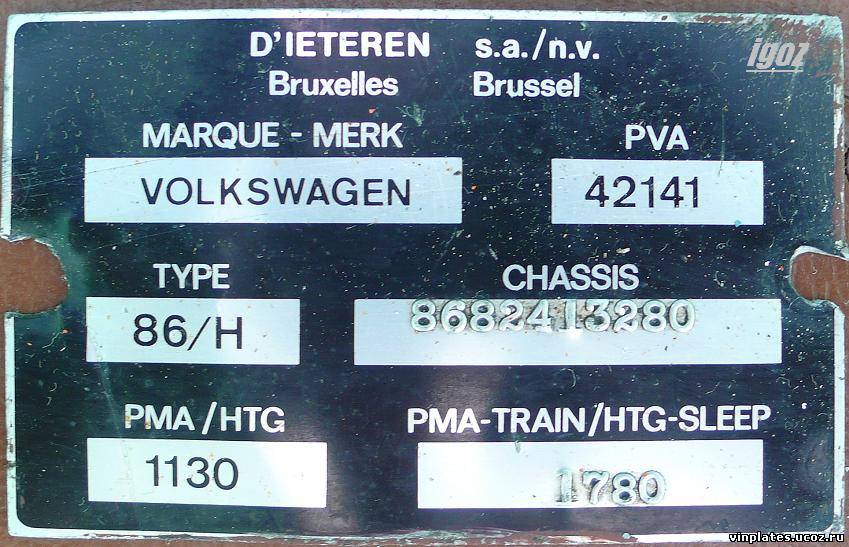 D'IETEREN s.a./n.v.
igoz
Bruxelles Brussel
MARQUE - MERK PVA
VOLKSWAGEN 42141
TYPE CHASSIS
86/H 8682413280
PMA/HTG PMA-TRAIN/HTG-SLEEP
1130 1780
vinplates.ucoz.ru